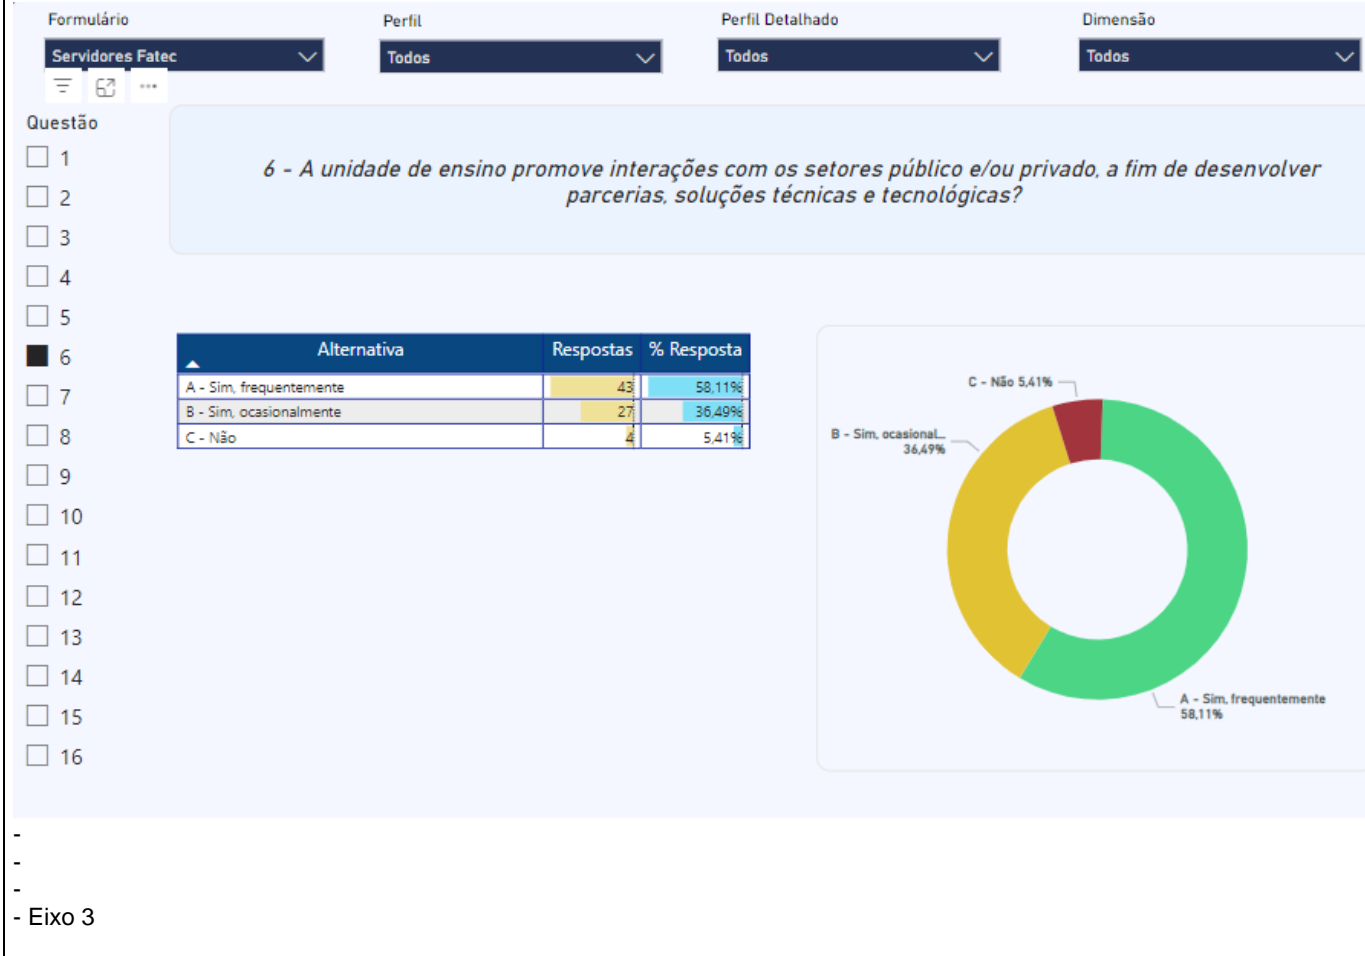 Formulário
Perfil
Perfil Detalhado
Dimensão
Servidores Fatec
Todos
Todos
Todos
Questão
1
2
3
4
5
6
7
8
9
10
11
12
13
14
15
16
6 - A unidade de ensino promove interações com os setores público e/ou privado, a fim de desenvolver
parcerias, soluções técnicas e tecnológicas?
Alternativa Respostas % Resposta
A - Sim, frequentemente 43 58,11%
B - Sim, ocasionalmente 27 36,49%
C - Não 4 5,41%
C - Não 5,41%
B - Sim, ocasional...
36,49%
A - Sim, frequentemente
58,11%
-
-
-
- Eixo 3